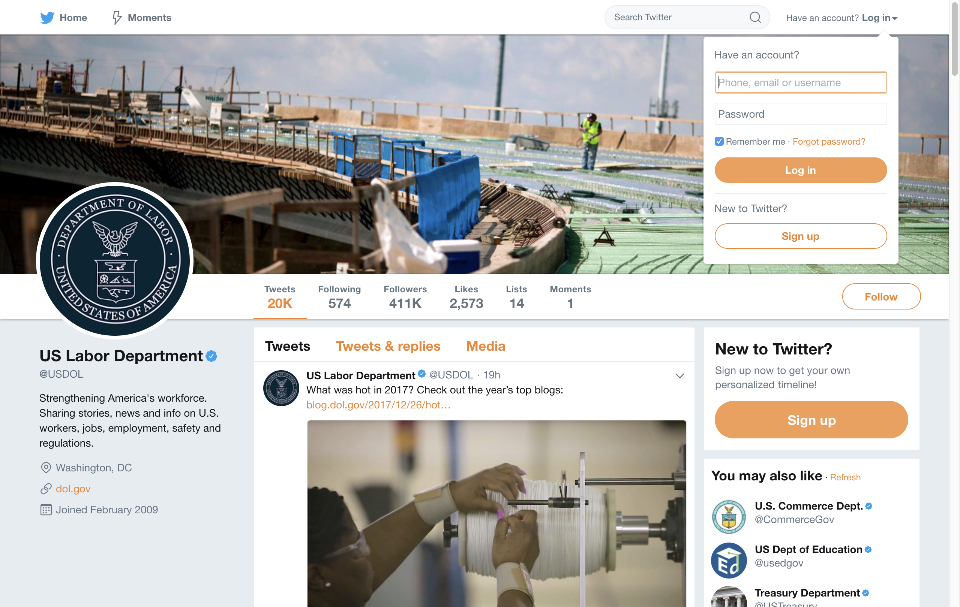 Home
Moments
Search Twitter
Have an account? Log in
Have an account?
Phone, email or username
Password
Remember me · Forgot password?
Log in
New to Twitter?
Sign up
DEPARTMENT OF LABOR
UNITED STATES OF AMERICA
Tweets
20K
Following
574
Followers
411K
Likes
2,573
Lists
14
Moments
1
Follow
US Labor Department
@USDOL
Strengthening America's workforce.
Sharing stories, news and info on U.S.
workers, jobs, employment, safety and
regulations.
Washington, DC
dol.gov
Joined February 2009
Tweets
Tweets & replies
Media
US Labor Department @USDOL · 19h
What was hot in 2017? Check out the year's top blogs:
blog.dol.gov/2017/12/26/hot…
New to Twitter?
Sign up now to get your own
personalized timeline!
Sign up
You may also like · Refresh
U.S. Commerce Dept.
@CommerceGov
US Dept of Education
@usedgov
Ed
Treasury Department
@USTreasury